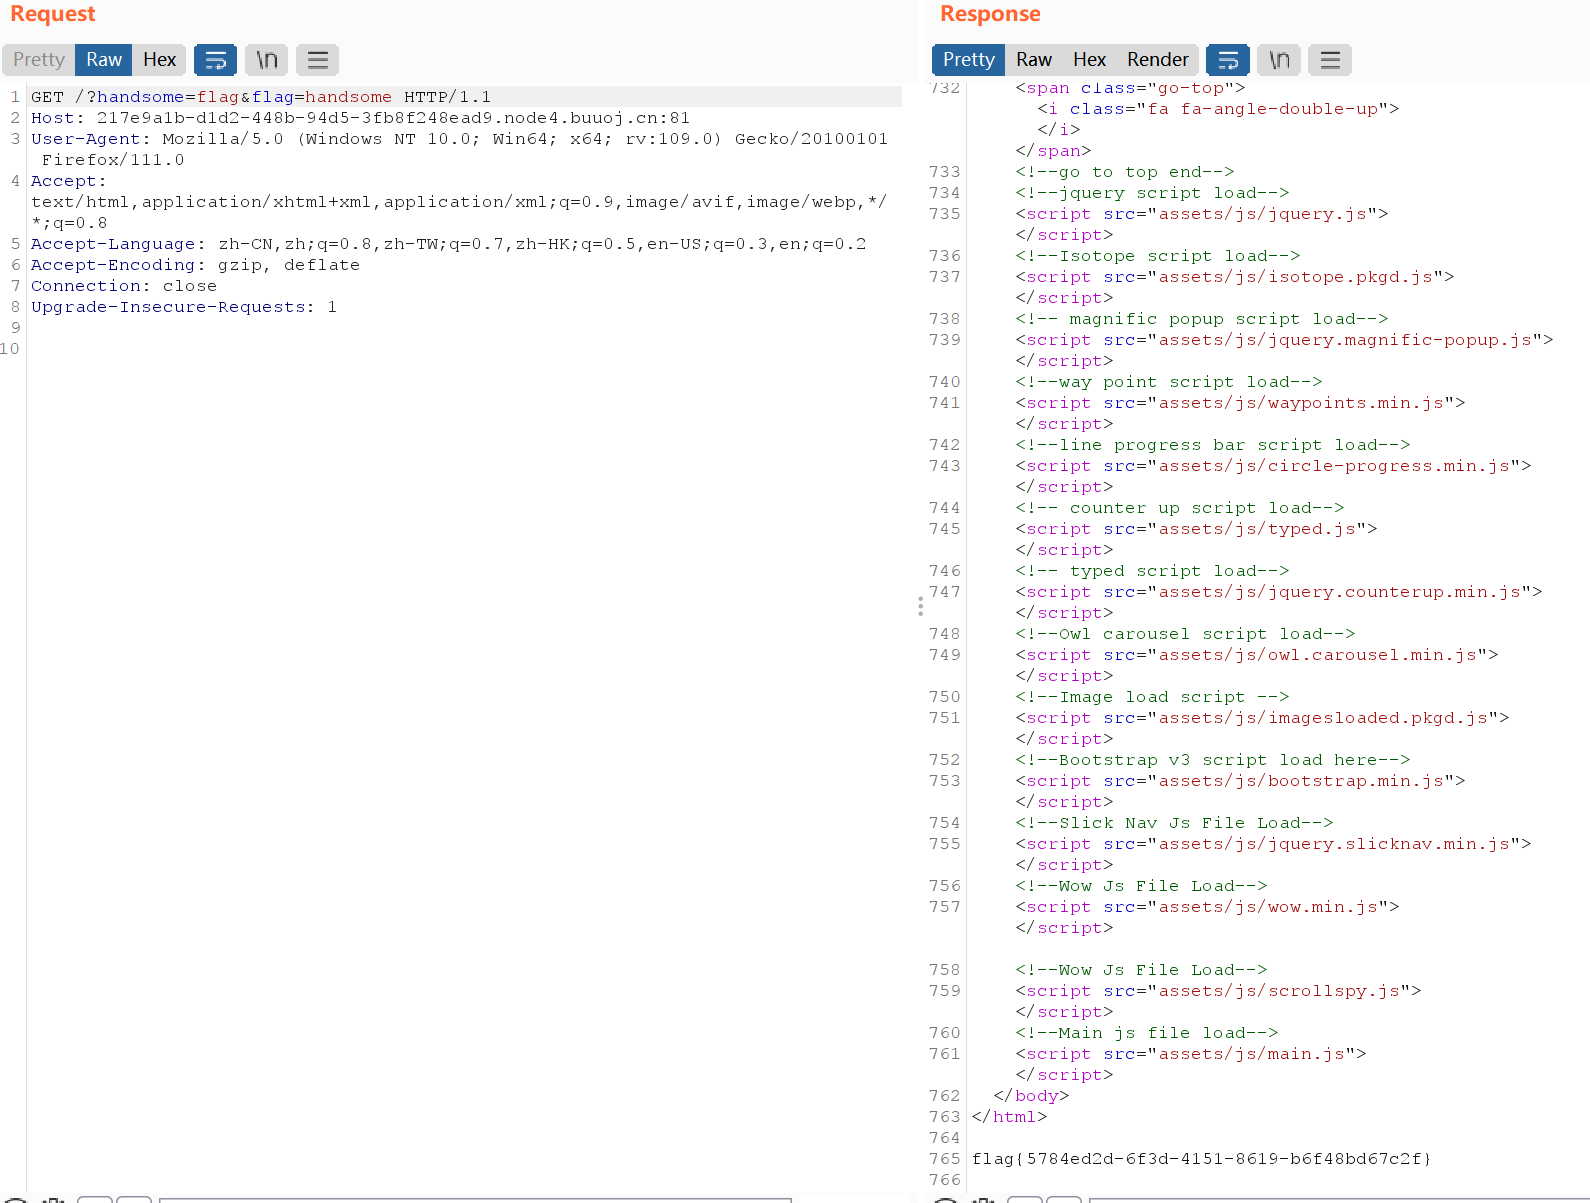 Request
Pretty Raw Hex \n
1 GET /?handsome=flag&flag=handsome HTTP/1.1
2 Host: 217e9a1b-d1d2-448b-94d5-3fb8f248ead9.node4.buuoj.cn:81
3 User-Agent: Mozilla/5.0 (Windows NT 10.0; Win64; x64; rv:109.0) Gecko/20100101
Firefox/111.0
4 Accept:
text/html,application/xhtml+xml,application/xml;q=0.9,image/avif,image/webp,*/
*;q=0.8
5 Accept-Language: zh-CN,zh;q=0.8,zh-TW;q=0.7,zh-HK;q=0.5,en-US;q=0.3,en;q=0.2
6 Accept-Encoding: gzip, deflate
7 Connection: close
8 Upgrade-Insecure-Requests: 1
9
10
Response
Pretty Raw Hex Render \n
732 <span class="go-top">
<i class="fa fa-angle-double-up">
</i>
</span>
733 <!--go to top end-->
734 <!--jquery script load-->
735 <script src="assets/js/jquery.js">
</script>
736 <!--Isotope script load-->
737 <script src="assets/js/isotope.pkgd.js">
</script>
738 <!-- magnific popup script load-->
739 <script src="assets/js/jquery.magnific-popup.js">
</script>
740 <!--way point script load-->
741 <script src="assets/js/waypoints.min.js">
</script>
742 <!--line progress bar script load-->
743 <script src="assets/js/circle-progress.min.js">
</script>
744 <!-- counter up script load-->
745 <script src="assets/js/typed.js">
</script>
746 <!-- typed script load-->
747 <script src="assets/js/jquery.counterup.min.js">
</script>
748 <!--Owl carousel script load-->
749 <script src="assets/js/owl.carousel.min.js">
</script>
750 <!--Image load script -->
751 <script src="assets/js/imagesloaded.pkgd.js">
</script>
752 <!--Bootstrap v3 script load here-->
753 <script src="assets/js/bootstrap.min.js">
</script>
754 <!--Slick Nav Js File Load-->
755 <script src="assets/js/jquery.slicknav.min.js">
</script>
756 <!--Wow Js File Load-->
757 <script src="assets/js/wow.min.js">
</script>
758 <!--Wow Js File Load-->
759 <script src="assets/js/scrollspy.js">
</script>
760 <!--Main js file load-->
761 <script src="assets/js/main.js">
</script>
762 </body>
763 </html>
764
765 flag{5784ed2d-6f3d-4151-8619-b6f48bd67c2f}
766